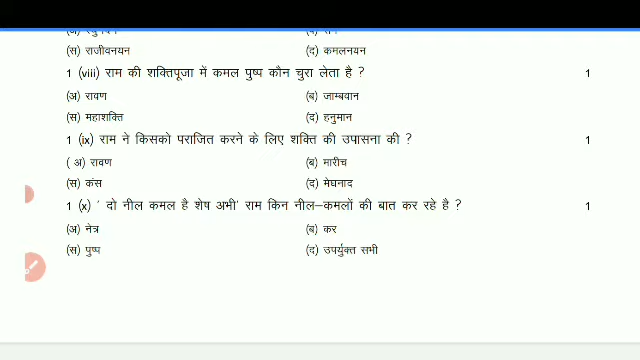 (स) राजीवनयन (द) कमलनयन
1 (viii) राम की शक्तिपूजा में कमल पुष्प कौन चुरा लेता है ? 1
(अ) रावण (ब) जाम्बवान
(स) महाशक्ति (द) हनुमान
1 (ix) राम ने किसको पराजित करने के लिए शक्ति की उपासना की ? 1
( अ) रावण (ब) मारीच
(स) कंस (द) मेघनाद
1 (x) ‘ दो नील कमल है शेष अभी’ राम किन नील–कमलों की बात कर रहे है ? 1
(अ) नेत्र (ब) कर
(स) पुष्प (द) उपर्युक्त सभी